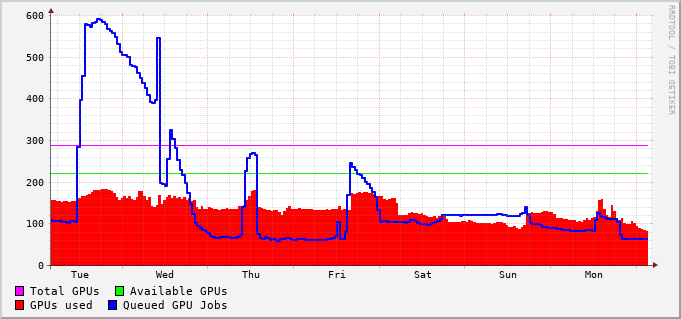 600
500
400
300
200
100
0
Tue Wed Thu Fri Sat Sun Mon
Total GPUs Available GPUs
GPUs used Queued GPU Jobs
RRDTOOL / TOBI OETIKER